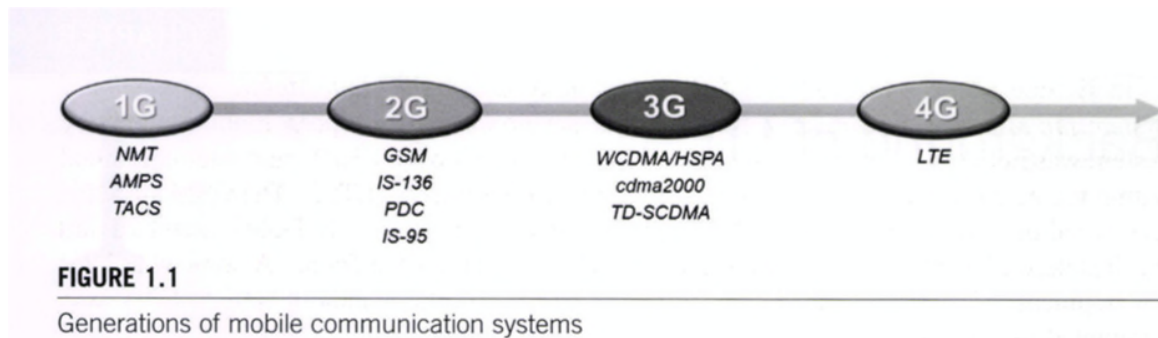 1G 2G 3G 4G
NMT GSM WCDMA/HSPA LTE
AMPS IS-136 cdma2000
TACS PDC TD-SCDMA
IS-95
FIGURE 1.1
Generations of mobile communication systems